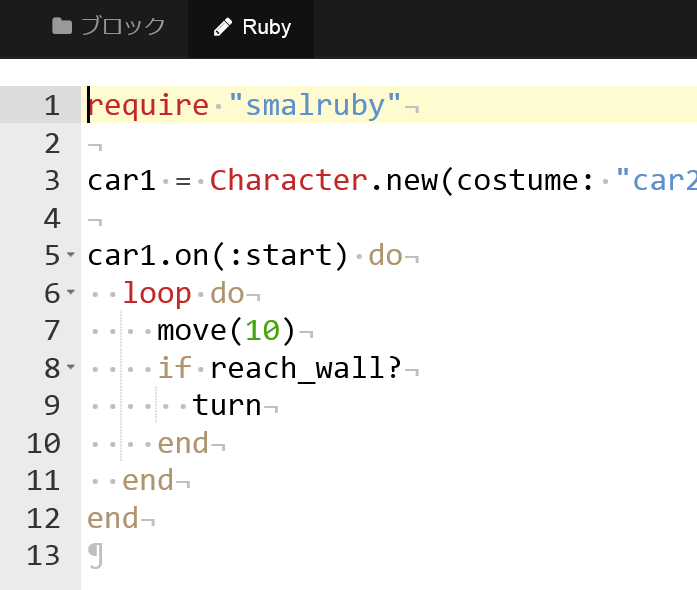 ブロック Ruby
1 require "smalruby"
2
3 car1 = Character.new(costume: "car2
4
5 car1.on(:start) do
6   loop do
7     move(10)
8     if reach_wall?
9       turn
10     end
11   end
12 end
13